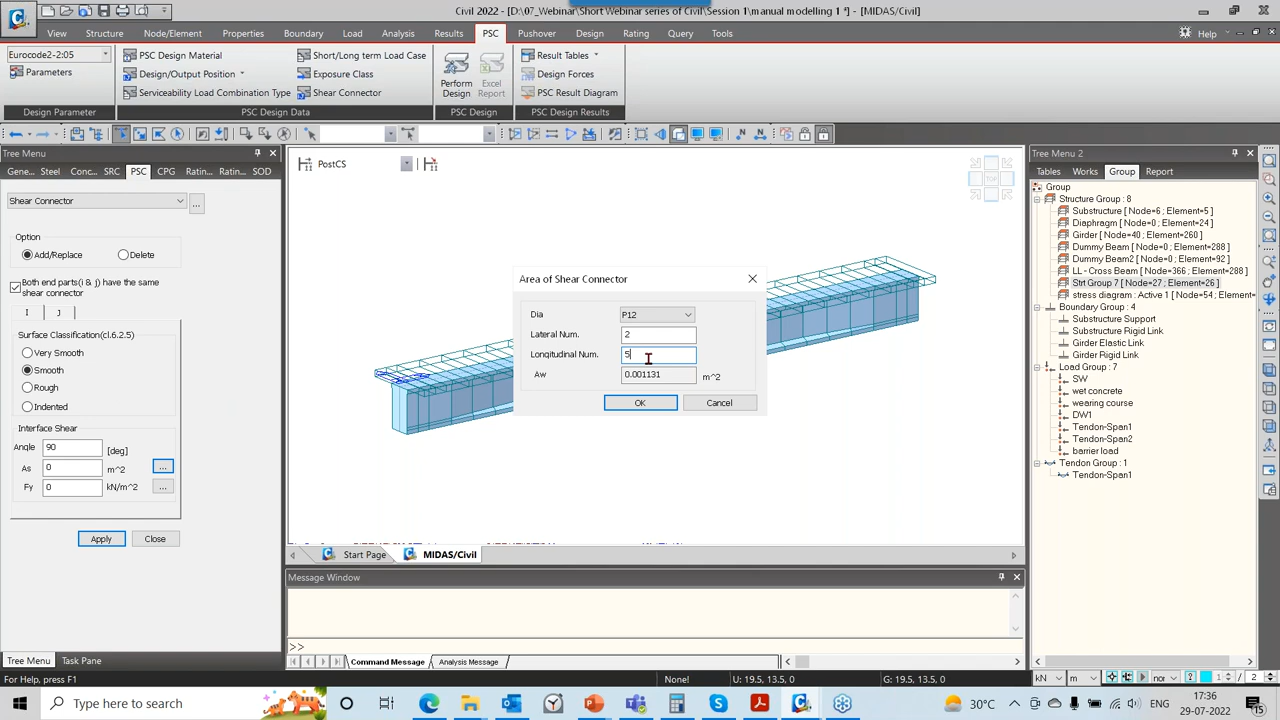 Civil 2022 - [D:\07_Webinar\Short Webinar series of Civil\Session 1\manual modelling 1 *] - [MIDAS/Civil]
View Structure Node/Element Properties Boundary Load Analysis Results PSC Pushover Design Rating Query Tools Help
Eurocode2-2:05
Parameters
Design Parameter
PSC Design Material
Design/Output Position
Serviceability Load Combination Type
Short/Long term Load Case
Exposure Class
Shear Connector
PSC Design Data
Perform Design
Excel Report
PSC Design
Result Tables
Design Forces
PSC Result Diagram
PSC Design Results
Tree Menu
Gene... Steel Conc... SRC PSC CPG Ratin... Ratin... SOD
Shear Connector
...
Option
Add/Replace Delete
Both end parts(i & j) have the same
shear connector
I J
Surface Classification(cl.6.2.5)
Very Smooth
Smooth
Rough
Indented
Interface Shear
Angle 90 [deg]
As 0 m^2 ...
Fy 0 kN/m^2 ...
Apply Close
Tree Menu Task Pane
PostCS
TOP
Area of Shear Connector
Dia P12
Lateral Num. 2
Longitudinal Num. 5
Aw 0.001131 m^2
OK Cancel
Start Page MIDAS/Civil
Message Window
>>
Command Message Analysis Message
Tree Menu 2
Tables Works Group Report
Group
Structure Group : 8
Substructure [ Node=6 ; Element=5 ]
Diaphragm [ Node=0 ; Element=24 ]
Girder [ Node=40 ; Element=260 ]
Dummy Beam [ Node=0 ; Element=288 ]
Dummy Beam2 [ Node=0 ; Element=92 ]
LL - Cross Beam [ Node=366 ; Element=288 ]
Strt Group 7 [ Node=27 ; Element=26 ]
stress diagram : Active 1 [ Node=54 ; Element=...
Boundary Group : 4
Substructure Support
Substructure Rigid Link
Girder Elastic Link
Girder Rigid Link
Load Group : 7
SW
wet concrete
wearing course
DW1
Tendon-Span1
Tendon-Span2
barrier load
Tendon Group : 1
Tendon-Span1
For Help, press F1
None! U: 19.5, 13.5, 0 G: 19.5, 13.5, 0 kN m nor 1 / 2
Type here to search
30°C ENG 17:36
29-07-2022
15